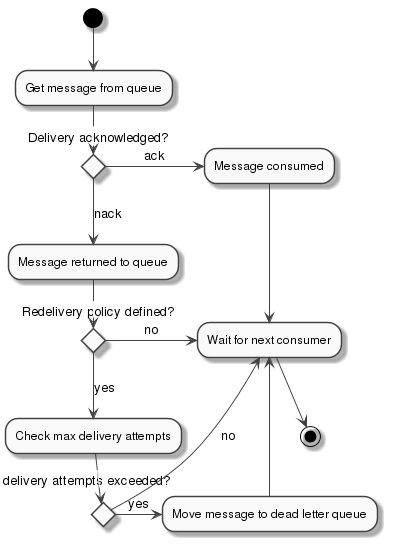 Get message from queue
Delivery acknowledged?
ack
Message consumed
nack
Message returned to queue
Redelivery policy defined?
no
Wait for next consumer
yes
Check max delivery attempts
no
delivery attempts exceeded?
yes
Move message to dead letter queue